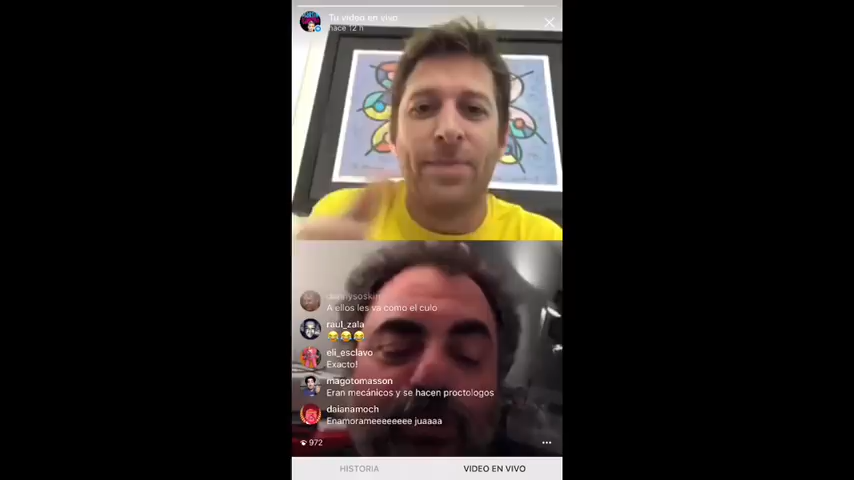 Tu video en vivo
hace 12 h
dannysoskin
A ellos les va como el culo
raul_zala
😂😂😂
eli_esclavo
Exacto!
magotomasson
Eran mecánicos y se hacen proctologos
daianamoch
Enamorameeeeeeee juaaaa
972
HISTORIA
VIDEO EN VIVO